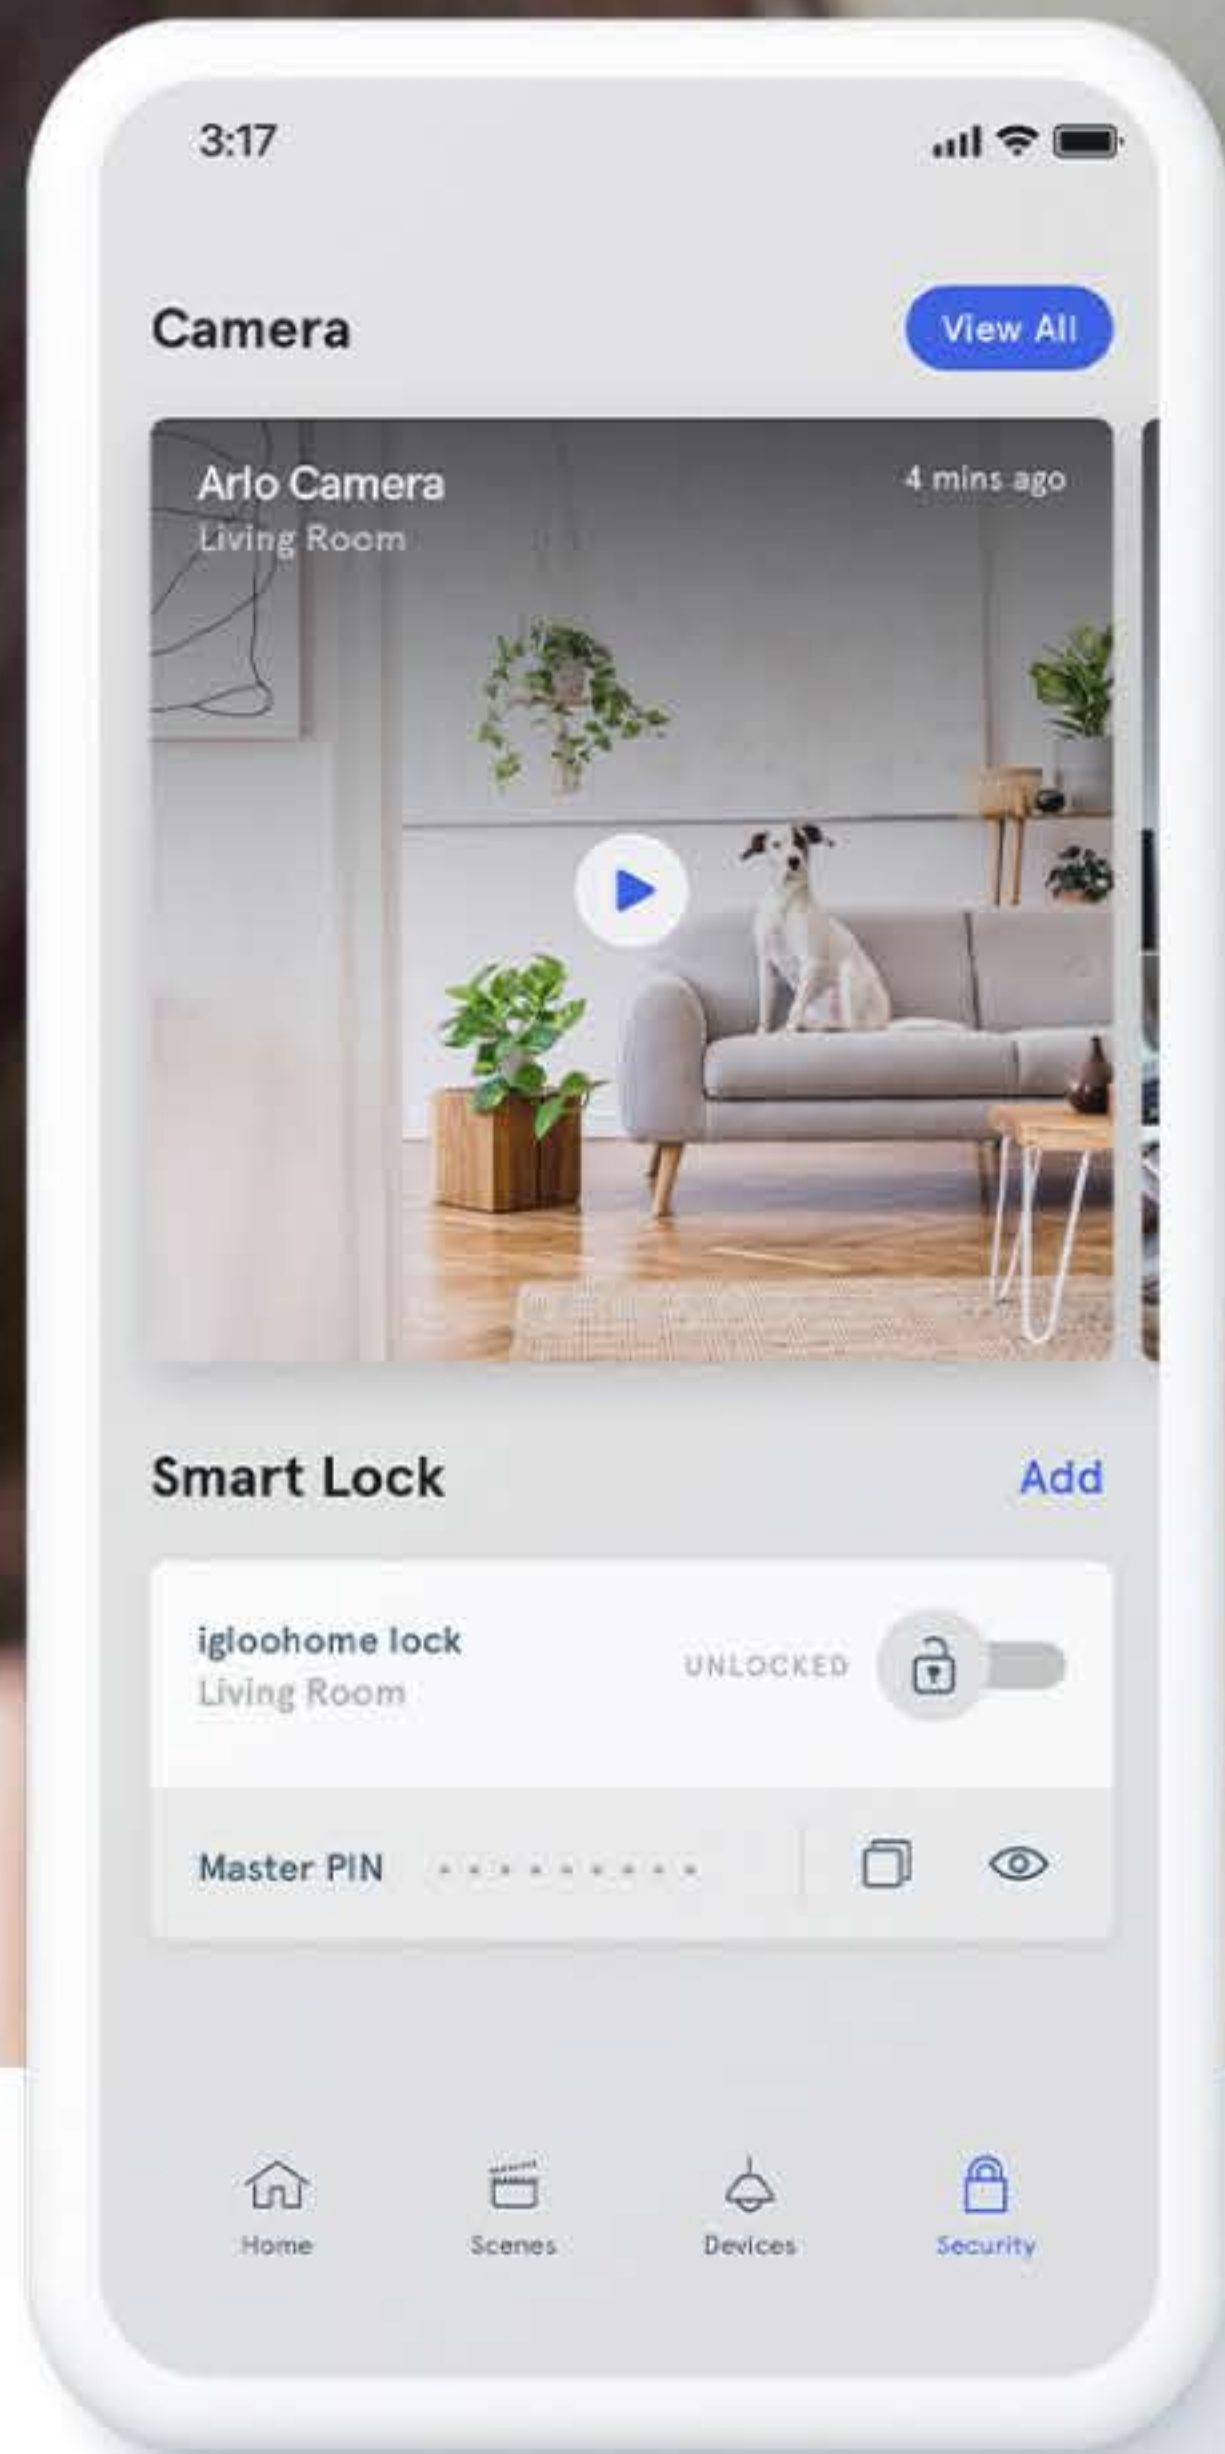 3:17
Camera
View All
Arlo Camera
4 mins ago
Living Room
Smart Lock
Add
igloohome lock
UNLOCKED
Living Room
Master PIN
Home
Scenes
Devices
Security